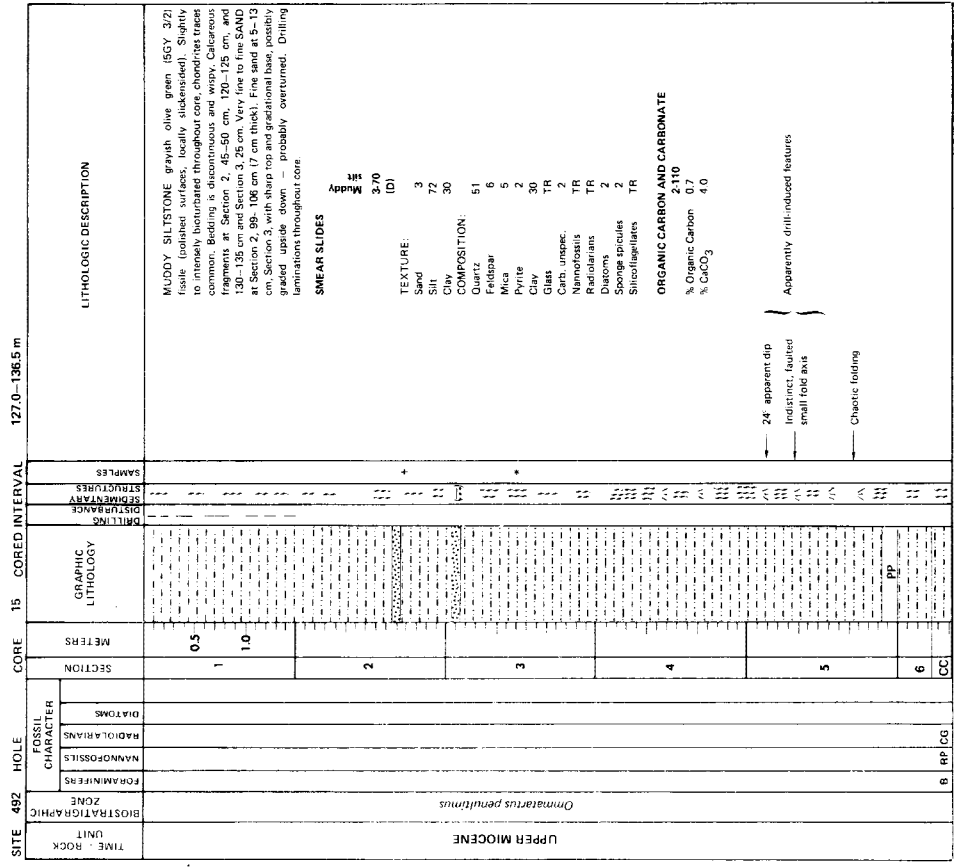 SITE 492 HOLE CORE 15 CORED INTERVAL 127.0–136.5 m
TIME - ROCK
UNIT
BIOSTRATIGRAPHIC
ZONE
FOSSIL
CHARACTER
FORAMINIFERS
NANNOFOSSILS
RADIOLARIANS
DIATOMS
SECTION
METERS
GRAPHIC
LITHOLOGY
DRILLING
DISTURBANCE
SEDIMENTARY
STRUCTURES
SAMPLES
LITHOLOGIC DESCRIPTION
UPPER MIOCENE
Ommatartus penultimus
B
RP
CG
1
2
3
4
5
6
CC
0.5
1.0
PP
+
*
MUDDY SILTSTONE grayish olive green (5GY 3/2)
fissile (polished surfaces, locally slickensided). Slightly
to intensely bioturbated throughout core, chondrites traces
common. Bedding is discontinuous and wispy. Calcareous
fragments at Section 2, 45–50 cm, 120–125 cm, and
130–135 cm and Section 3, 25 cm. Very fine to fine SAND
at Section 2, 99–106 cm (7 cm thick). Fine sand at 5–13
cm, Section 3, with sharp top and gradational base, possibly
graded upside down – probably overturned. Drilling
laminations throughout core.
SMEAR SLIDES
Muddy
silt
3-70
(D)
TEXTURE:
Sand 3
Silt 72
Clay 30
COMPOSITION:
Quartz 51
Feldspar 6
Mica 5
Pyrite 2
Clay 30
Glass TR
Carb. unspec. 2
Nannofossils TR
Radiolarians TR
Diatoms 2
Sponge spicules 2
Silicoflagellates TR
ORGANIC CARBON AND CARBONATE
2-110
% Organic Carbon 0.7
% CaCO3 4.0
24° apparent dip
Indistinct, faulted
small fold axis
Apparently drill-induced features
Chaotic folding